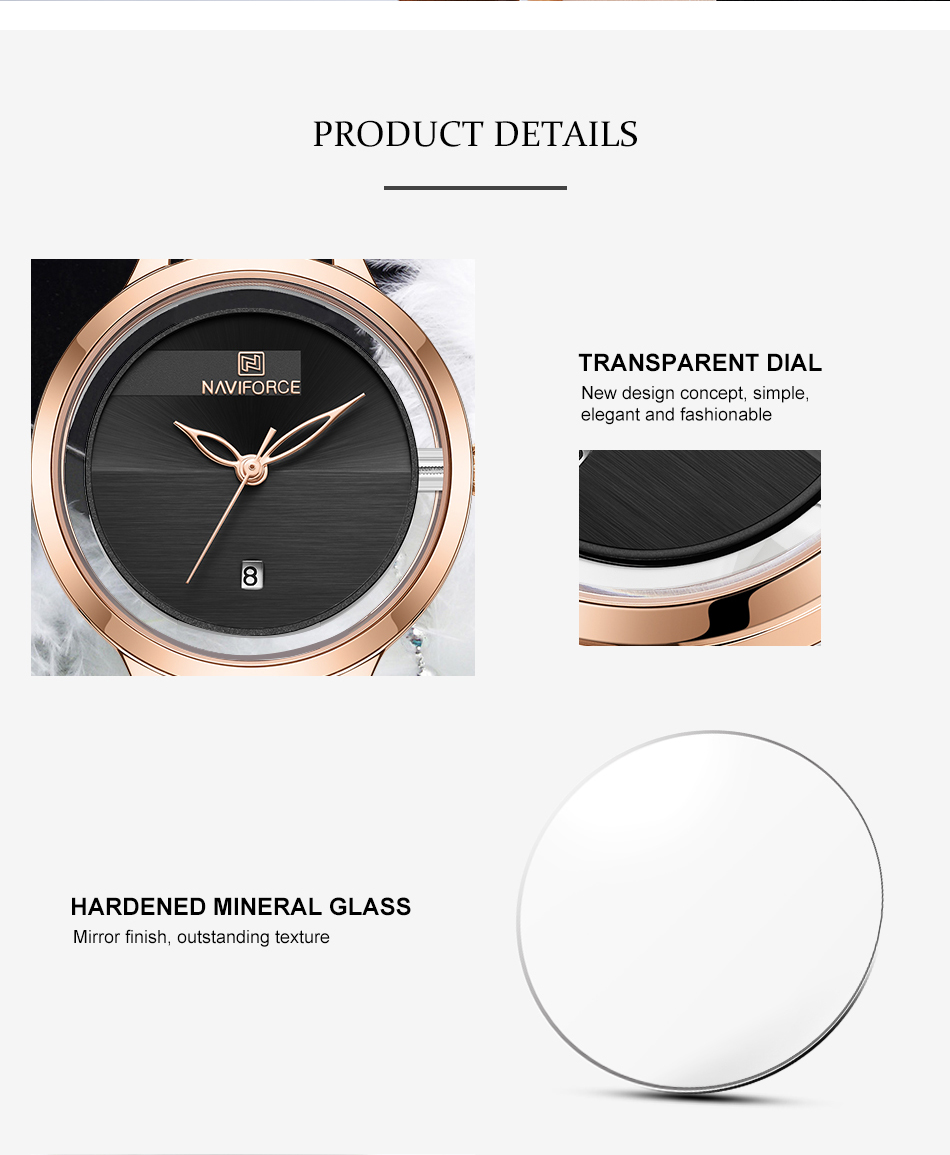 PRODUCT DETAILS
NAVIFORCE
8
TRANSPARENT DIAL
New design concept, simple,
elegant and fashionable
HARDENED MINERAL GLASS
Mirror finish, outstanding texture